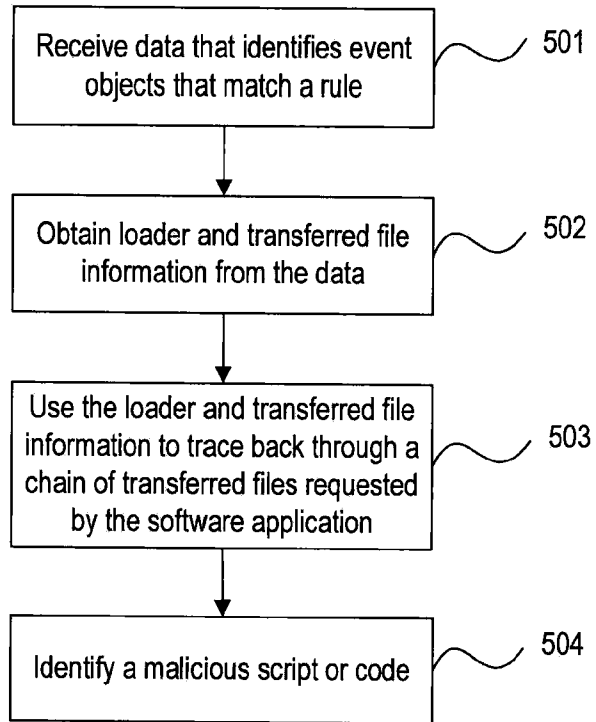 Receive data that identifies event
objects that match a rule
501
Obtain loader and transferred file
information from the data
502
Use the loader and transferred file
information to trace back through a
chain of transferred files requested
by the software application
503
Identify a malicious script or code
504